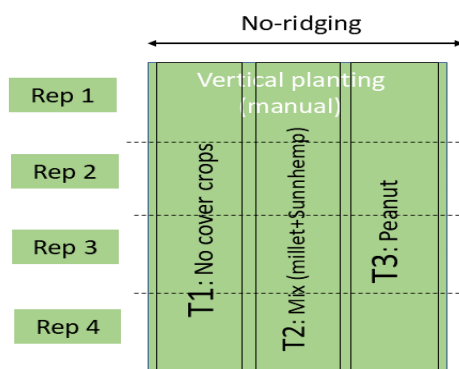 No-ridging
Vertical planting
(manual)
Rep 1
Rep 2
Rep 3
Rep 4
T1: No cover crops
T2: Mix (millet+Sunnhemp)
T3: Peanut